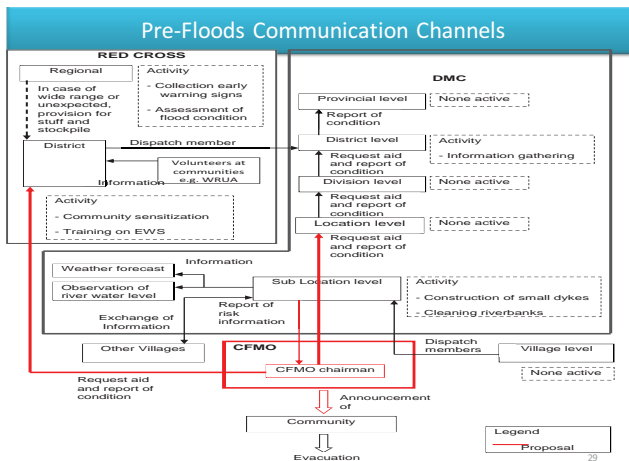 Pre-Floods Communication Channels
RED CROSS
Regional
In case of
wide range or
unexpected,
provision for
stuff and
stockpile
Activity
- Collection early
warning signs
- Assessment of
flood condition
District
Dispatch member
Volunteers at
communities
e.g. WRUA
Information
Activity
- Community sensitization
- Training on EWS
DMC
Provincial level
None active
Report of
condition
District level
Activity
- Information gathering
Request aid
and report of
condition
Division level
None active
Request aid
and report of
condition
Location level
None active
Request aid
and report of
condition
Weather forecast
Information
Observation of
river water level
Sub Location level
Activity
- Construction of small dykes
- Cleaning riverbanks
Exchange of
Information
Report of
risk
information
Other Villages
CFMO
CFMO chairman
Dispatch
members
Village level
None active
Request aid
and report of
condition
Announcement
of
Community
Evacuation
Legend
Proposal
29